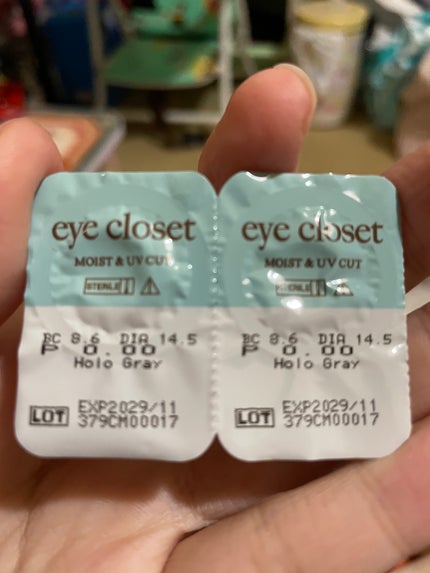 eye closet
MOIST & UV CUT
STERILE
BC 8.6 DIA 14.5
P 0.00
Holo Gray
LOT EXP2029/11
379CM00017
eye closet
MOIST & UV CUT
STERILE
BC 8.6 DIA 14.5
P 0.00
Holo Gray
LOT EXP2029/11
379CM00017